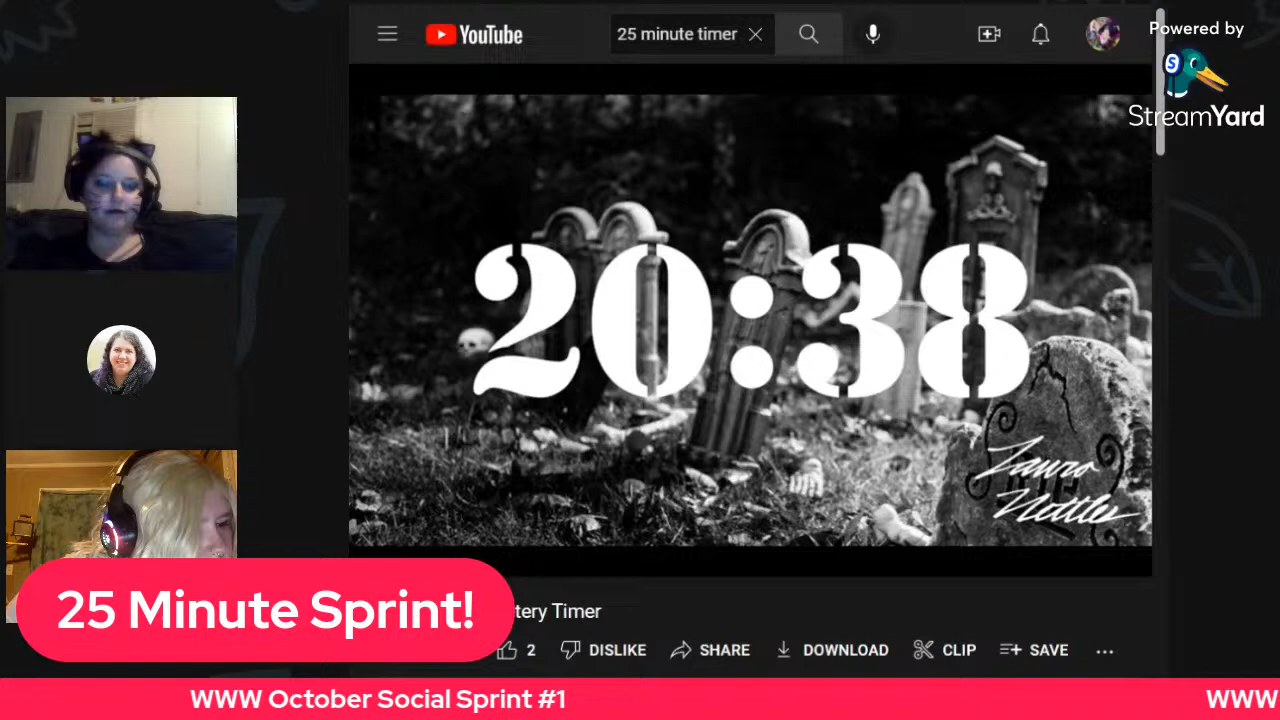 YouTube
25 minute timer
Powered by
S
StreamYard
20:38
25 Minute Sprint!
tery Timer
2
DISLIKE
SHARE
DOWNLOAD
CLIP
SAVE
WWW October Social Sprint #1
WWW